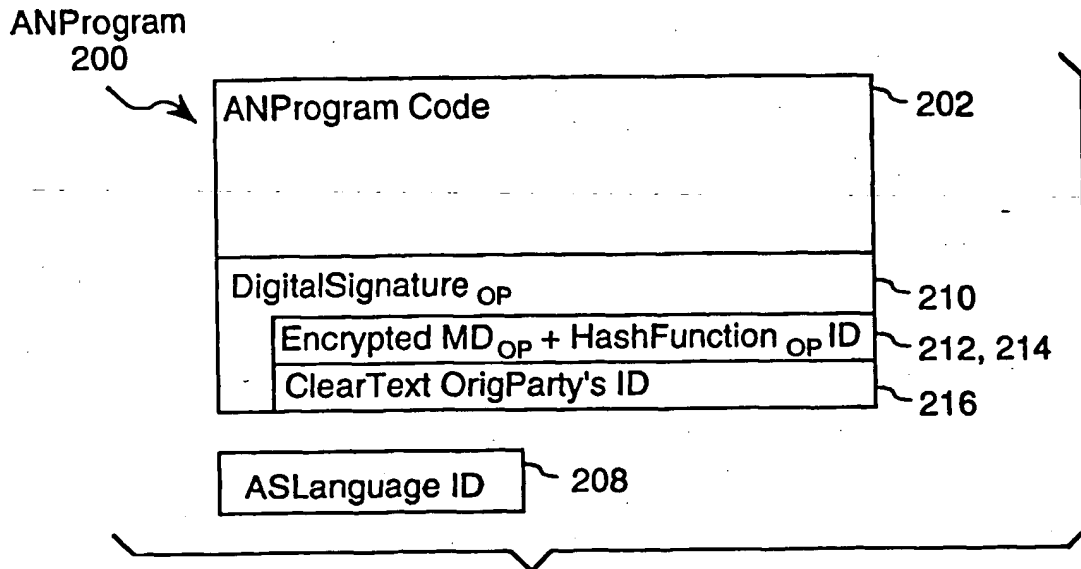 ANProgram
200
ANProgram Code
202
DigitalSignature OP
210
Encrypted MD OP + HashFunction OP ID
212, 214
ClearText OrigParty's ID
216
ASLanguage ID
208